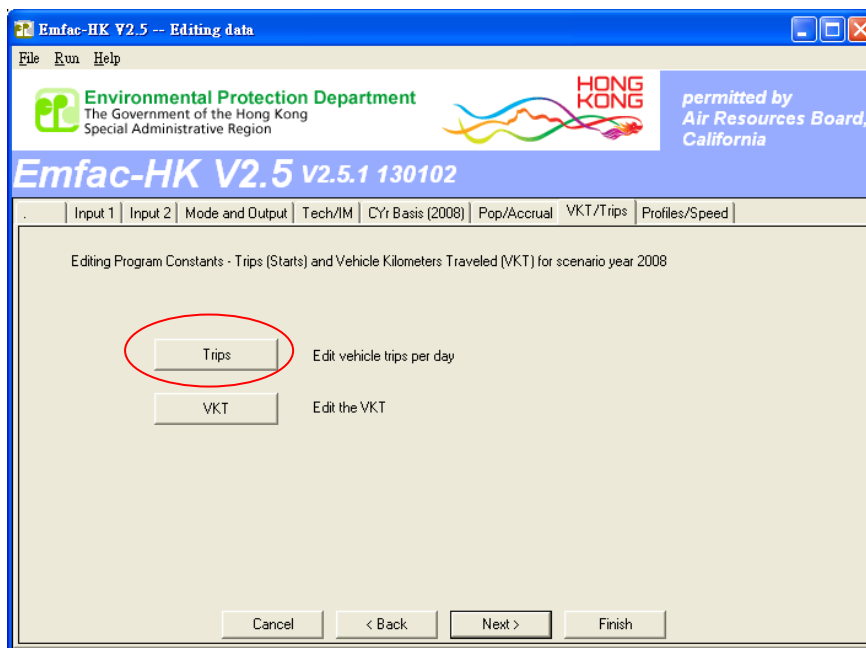 Emfac-HK V2.5 -- Editing data
File Run Help
Environmental Protection Department
The Government of the Hong Kong
Special Administrative Region
HONG
KONG
permitted by
Air Resources Board,
California
Emfac-HK V2.5 V2.5.1 130102
. Input 1 Input 2 Mode and Output Tech/IM CYr Basis (2008) Pop/Accrual VKT/Trips Profiles/Speed
Editing Program Constants - Trips (Starts) and Vehicle Kilometers Traveled (VKT) for scenario year 2008
Trips Edit vehicle trips per day
VKT Edit the VKT
Cancel < Back Next > Finish